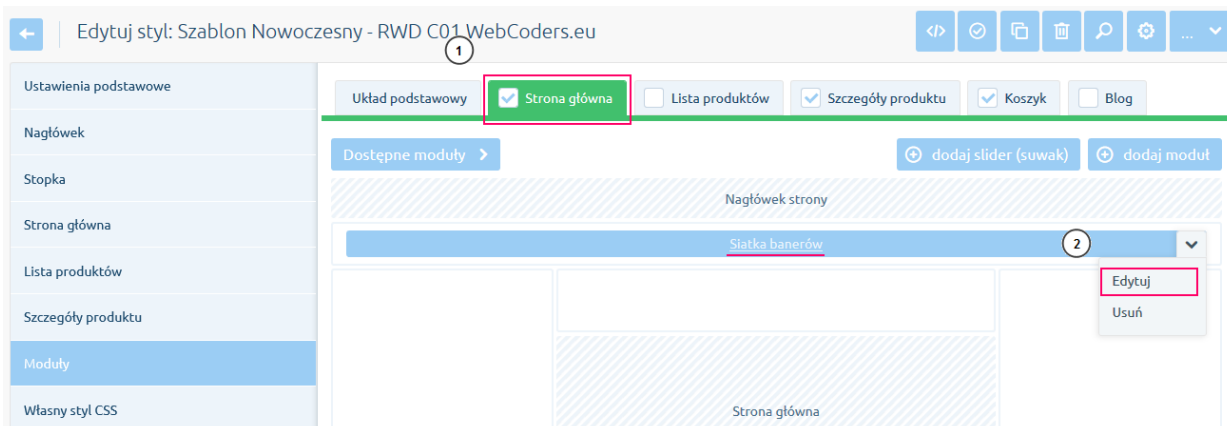 Edytuj styl: Szablon Nowoczesny - RWD C01 WebCoders.eu
</>
...
1
Ustawienia podstawowe
Nagłówek
Stopka
Strona główna
Lista produktów
Szczegóły produktu
Moduły
Własny styl CSS
Układ podstawowy
Strona główna
Lista produktów
Szczegóły produktu
Koszyk
Blog
Dostępne moduły
dodaj slider (suwak)
dodaj moduł
Nagłówek strony
Siatka banerów
2
Edytuj
Usuń
Strona główna